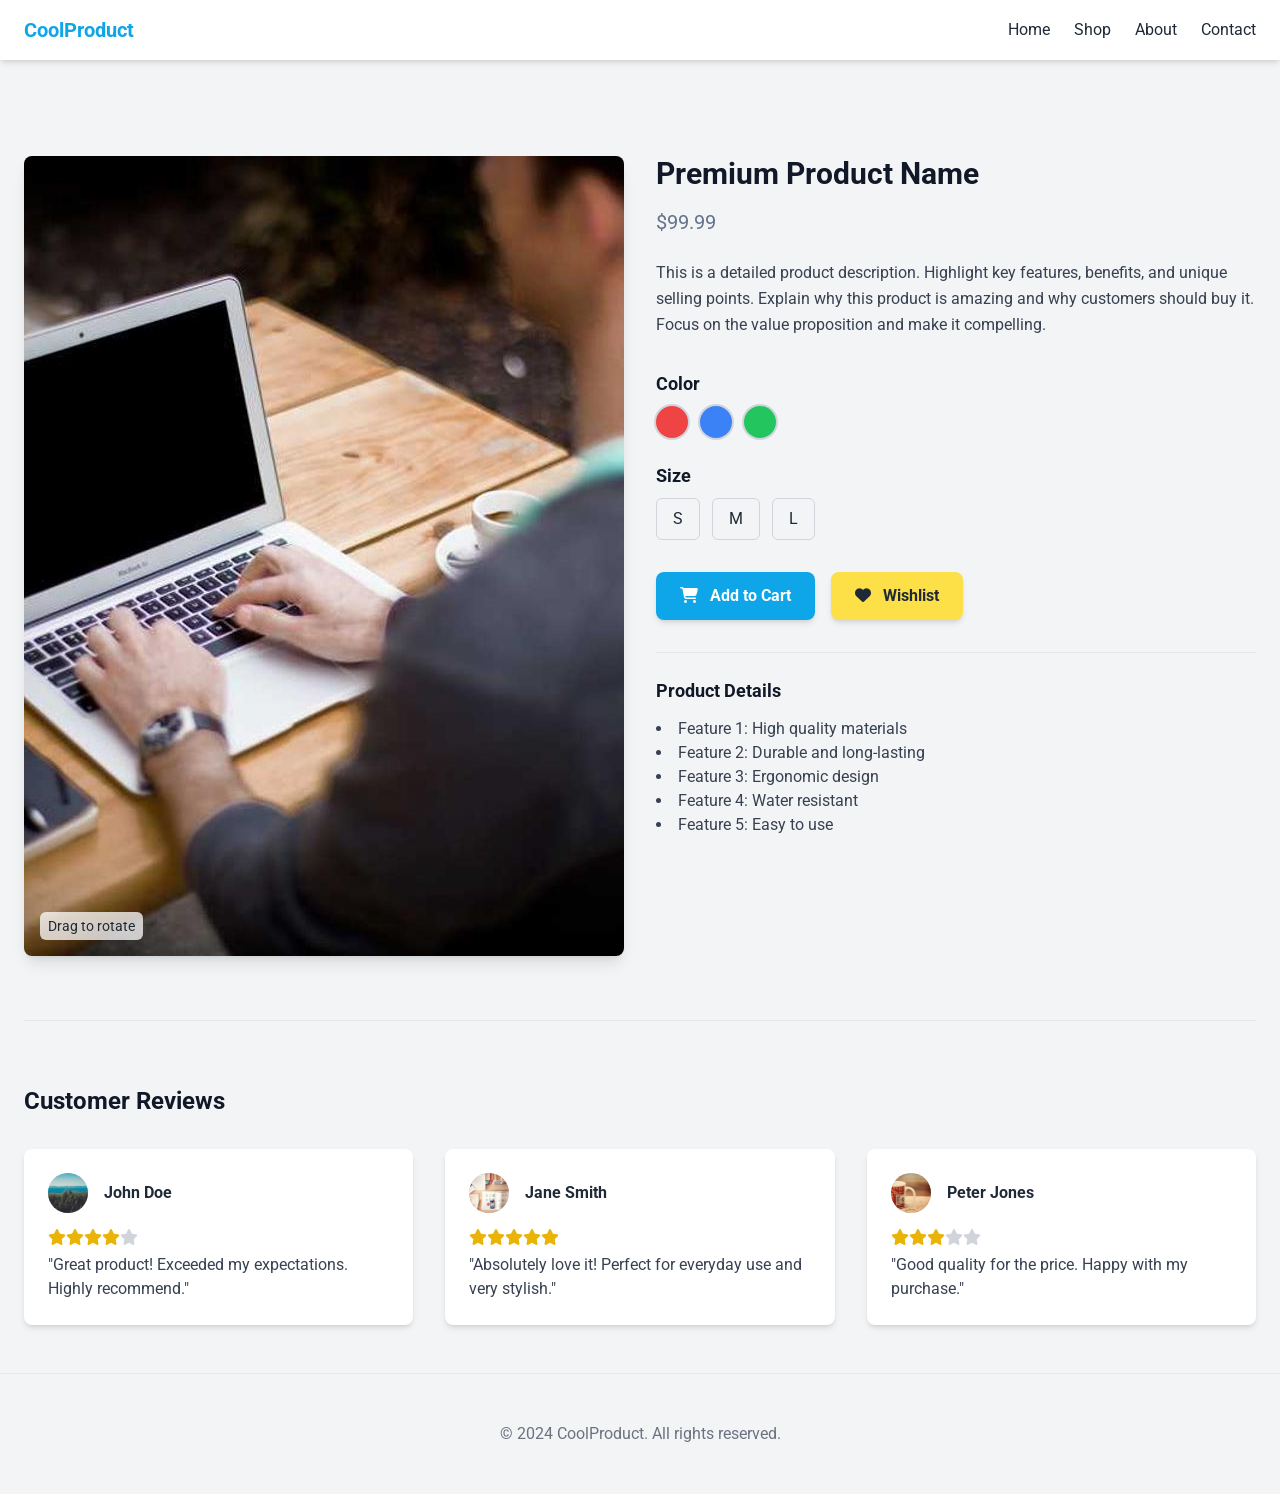 CoolProduct
Home Shop About Contact
Premium Product Name
$99.99
This is a detailed product description. Highlight key features, benefits, and unique
selling points. Explain why this product is amazing and why customers should buy it.
Focus on the value proposition and make it compelling.
Color
Size
S M L
Add to Cart Wishlist
Product Details
Feature 1: High quality materials
Feature 2: Durable and long-lasting
Feature 3: Ergonomic design
Feature 4: Water resistant
Feature 5: Easy to use
MacBook Air
Drag to rotate
Customer Reviews
John Doe
"Great product! Exceeded my expectations.
Highly recommend."
Jane Smith
"Absolutely love it! Perfect for everyday use and
very stylish."
Peter Jones
"Good quality for the price. Happy with my
purchase."
© 2024 CoolProduct. All rights reserved.